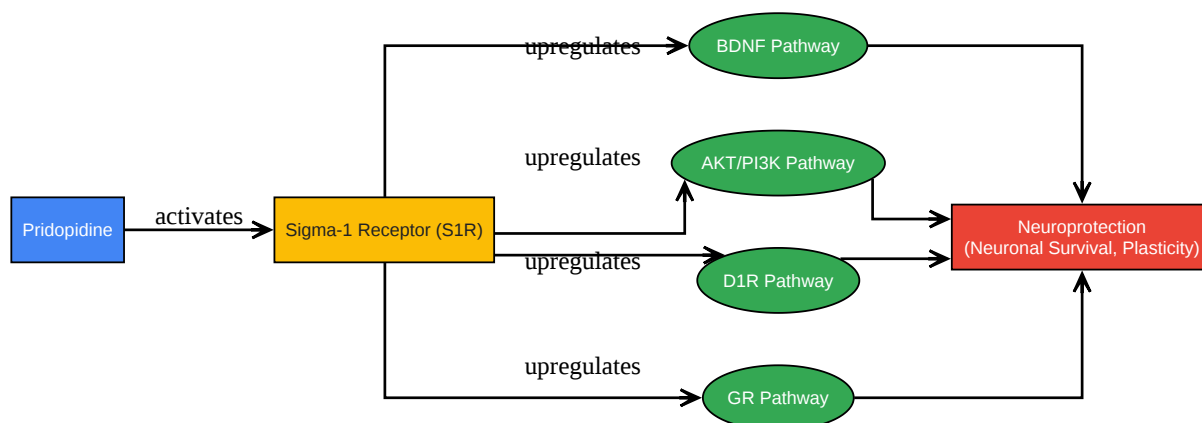 upregulates
BDNF Pathway
upregulates
AKT/PI3K Pathway
Pridopidine
activates
Sigma-1 Receptor (S1R)
Neuroprotection
(Neuronal Survival, Plasticity)
upregulates
D1R Pathway
upregulates
GR Pathway